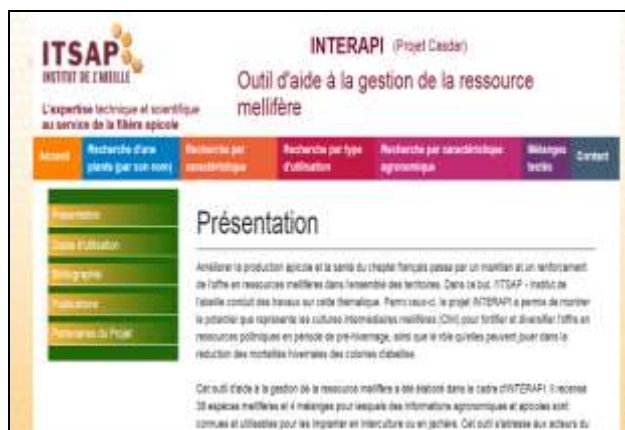 ITSAP
INSTITUT DE L'ABEILLE
L'expertise technique et scientifique
au service de la filière apicole
INTERAPI (Projet Casdar)
Outil d'aide à la gestion de la ressource
mellifère
Accueil
Recherche d'une
plante (par son nom)
Recherche par
caractéristique
Recherche par type
d'utilisation
Recherche par caractéristique
agronomique
Mélanges
testés
Contact
Présentation
Guide d'utilisation
Bibliographie
Publications
Partenaires du Projet
Présentation
Améliorer la production apicole et la santé du cheptel français passe par un maintien et un renforcement
de l'offre en ressources mellifères dans l'ensemble des territoires. Dans ce but, l'ITSAP - Institut de
l'abeille conduit des travaux sur cette thématique. Parmi ceux-ci, le projet INTERAPI a permis de montrer
le potentiel que représente les cultures intermédiaires mellifères (CIM) pour fortifier et diversifier l'offre en
ressources polliniques en période de pré-hivernage, ainsi que le rôle qu'elles peuvent jouer dans la
réduction des mortalités hivernales des colonies d'abeilles.
Cet outil d'aide à la gestion de la ressource mellifère a été élaboré dans le cadre d'INTERAPI. Il recense
38 espèces mellifères et 4 mélanges pour lesquels des informations agronomiques et apicoles sont
connues et utilisables pour les implanter en interculture ou en jachère. Cet outil s'adresse aux acteurs du